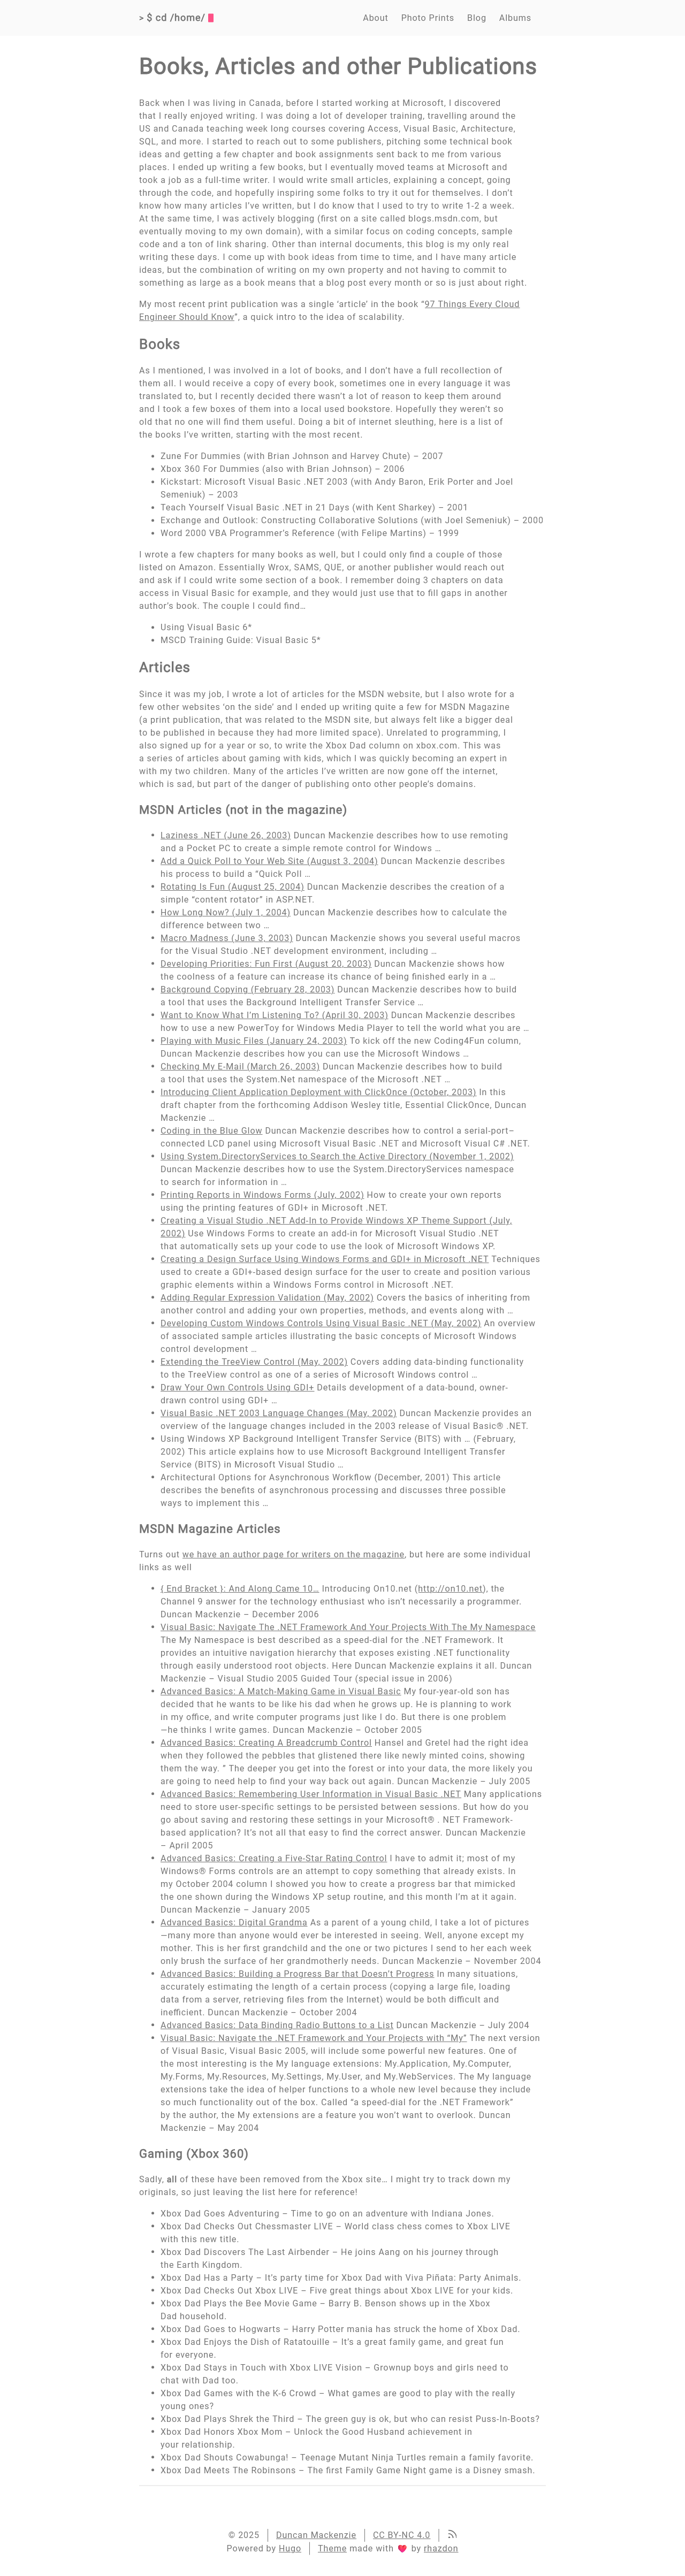 > $ cd /home/
About Photo Prints Blog Albums
Books, Articles and other Publications
Back when I was living in Canada, before I started working at Microsoft, I discovered
that I really enjoyed writing. I was doing a lot of developer training, travelling around the
US and Canada teaching week long courses covering Access, Visual Basic, Architecture,
SQL, and more. I started to reach out to some publishers, pitching some technical book
ideas and getting a few chapter and book assignments sent back to me from various
places. I ended up writing a few books, but I eventually moved teams at Microsoft and
took a job as a full-time writer. I would write small articles, explaining a concept, going
through the code, and hopefully inspiring some folks to try it out for themselves. I don’t
know how many articles I’ve written, but I do know that I used to try to write 1-2 a week.
At the same time, I was actively blogging (first on a site called blogs.msdn.com, but
eventually moving to my own domain), with a similar focus on coding concepts, sample
code and a ton of link sharing. Other than internal documents, this blog is my only real
writing these days. I come up with book ideas from time to time, and I have many article
ideas, but the combination of writing on my own property and not having to commit to
something as large as a book means that a blog post every month or so is just about right.
My most recent print publication was a single ‘article’ in the book “97 Things Every Cloud
Engineer Should Know”, a quick intro to the idea of scalability.
Books
As I mentioned, I was involved in a lot of books, and I don’t have a full recollection of
them all. I would receive a copy of every book, sometimes one in every language it was
translated to, but I recently decided there wasn’t a lot of reason to keep them around
and I took a few boxes of them into a local used bookstore. Hopefully they weren’t so
old that no one will find them useful. Doing a bit of internet sleuthing, here is a list of
the books I’ve written, starting with the most recent.
• Zune For Dummies (with Brian Johnson and Harvey Chute) – 2007
• Xbox 360 For Dummies (also with Brian Johnson) – 2006
• Kickstart: Microsoft Visual Basic .NET 2003 (with Andy Baron, Erik Porter and Joel
Semeniuk) – 2003
• Teach Yourself Visual Basic .NET in 21 Days (with Kent Sharkey) – 2001
• Exchange and Outlook: Constructing Collaborative Solutions (with Joel Semeniuk) – 2000
• Word 2000 VBA Programmer’s Reference (with Felipe Martins) – 1999
I wrote a few chapters for many books as well, but I could only find a couple of those
listed on Amazon. Essentially Wrox, SAMS, QUE, or another publisher would reach out
and ask if I could write some section of a book. I remember doing 3 chapters on data
access in Visual Basic for example, and they would just use that to fill gaps in another
author’s book. The couple I could find…
• Using Visual Basic 6*
• MSCD Training Guide: Visual Basic 5*
Articles
Since it was my job, I wrote a lot of articles for the MSDN website, but I also wrote for a
few other websites ‘on the side’ and I ended up writing quite a few for MSDN Magazine
(a print publication, that was related to the MSDN site, but always felt like a bigger deal
to be published in because they had more limited space). Unrelated to programming, I
also signed up for a year or so, to write the Xbox Dad column on xbox.com. This was
a series of articles about gaming with kids, which I was quickly becoming an expert in
with my two children. Many of the articles I’ve written are now gone off the internet,
which is sad, but part of the danger of publishing onto other people’s domains.
MSDN Articles (not in the magazine)
• Laziness .NET (June 26, 2003) Duncan Mackenzie describes how to use remoting
and a Pocket PC to create a simple remote control for Windows …
• Add a Quick Poll to Your Web Site (August 3, 2004) Duncan Mackenzie describes
his process to build a “Quick Poll …
• Rotating Is Fun (August 25, 2004) Duncan Mackenzie describes the creation of a
simple “content rotator” in ASP.NET.
• How Long Now? (July 1, 2004) Duncan Mackenzie describes how to calculate the
difference between two …
• Macro Madness (June 3, 2003) Duncan Mackenzie shows you several useful macros
for the Visual Studio .NET development environment, including …
• Developing Priorities: Fun First (August 20, 2003) Duncan Mackenzie shows how
the coolness of a feature can increase its chance of being finished early in a …
• Background Copying (February 28, 2003) Duncan Mackenzie describes how to build
a tool that uses the Background Intelligent Transfer Service …
• Want to Know What I’m Listening To? (April 30, 2003) Duncan Mackenzie describes
how to use a new PowerToy for Windows Media Player to tell the world what you are …
• Playing with Music Files (January 24, 2003) To kick off the new Coding4Fun column,
Duncan Mackenzie describes how you can use the Microsoft Windows …
• Checking My E-Mail (March 26, 2003) Duncan Mackenzie describes how to build
a tool that uses the System.Net namespace of the Microsoft .NET …
• Introducing Client Application Deployment with ClickOnce (October, 2003) In this
draft chapter from the forthcoming Addison Wesley title, Essential ClickOnce, Duncan
Mackenzie …
• Coding in the Blue Glow Duncan Mackenzie describes how to control a serial-port–
connected LCD panel using Microsoft Visual Basic .NET and Microsoft Visual C# .NET.
• Using System.DirectoryServices to Search the Active Directory (November 1, 2002)
Duncan Mackenzie describes how to use the System.DirectoryServices namespace
to search for information in …
• Printing Reports in Windows Forms (July, 2002) How to create your own reports
using the printing features of GDI+ in Microsoft .NET.
• Creating a Visual Studio .NET Add-In to Provide Windows XP Theme Support (July,
2002) Use Windows Forms to create an add-in for Microsoft Visual Studio .NET
that automatically sets up your code to use the look of Microsoft Windows XP.
• Creating a Design Surface Using Windows Forms and GDI+ in Microsoft .NET Techniques
used to create a GDI+-based design surface for the user to create and position various
graphic elements within a Windows Forms control in Microsoft .NET.
• Adding Regular Expression Validation (May, 2002) Covers the basics of inheriting from
another control and adding your own properties, methods, and events along with …
• Developing Custom Windows Controls Using Visual Basic .NET (May, 2002) An overview
of associated sample articles illustrating the basic concepts of Microsoft Windows
control development …
• Extending the TreeView Control (May, 2002) Covers adding data-binding functionality
to the TreeView control as one of a series of Microsoft Windows control …
• Draw Your Own Controls Using GDI+ Details development of a data-bound, owner-
drawn control using GDI+ …
• Visual Basic .NET 2003 Language Changes (May, 2002) Duncan Mackenzie provides an
overview of the language changes included in the 2003 release of Visual Basic® .NET.
• Using Windows XP Background Intelligent Transfer Service (BITS) with … (February,
2002) This article explains how to use Microsoft Background Intelligent Transfer
Service (BITS) in Microsoft Visual Studio …
• Architectural Options for Asynchronous Workflow (December, 2001) This article
describes the benefits of asynchronous processing and discusses three possible
ways to implement this …
MSDN Magazine Articles
Turns out we have an author page for writers on the magazine, but here are some individual
links as well
• { End Bracket }: And Along Came 10… Introducing On10.net (http://on10.net), the
Channel 9 answer for the technology enthusiast who isn’t necessarily a programmer.
Duncan Mackenzie – December 2006
• Visual Basic: Navigate The .NET Framework And Your Projects With The My Namespace
The My Namespace is best described as a speed-dial for the .NET Framework. It
provides an intuitive navigation hierarchy that exposes existing .NET functionality
through easily understood root objects. Here Duncan Mackenzie explains it all. Duncan
Mackenzie – Visual Studio 2005 Guided Tour (special issue in 2006)
• Advanced Basics: A Match-Making Game in Visual Basic My four-year-old son has
decided that he wants to be like his dad when he grows up. He is planning to work
in my office, and write computer programs just like I do. But there is one problem
—he thinks I write games. Duncan Mackenzie – October 2005
• Advanced Basics: Creating A Breadcrumb Control Hansel and Gretel had the right idea
when they followed the pebbles that glistened there like newly minted coins, showing
them the way. ” The deeper you get into the forest or into your data, the more likely you
are going to need help to find your way back out again. Duncan Mackenzie – July 2005
• Advanced Basics: Remembering User Information in Visual Basic .NET Many applications
need to store user-specific settings to be persisted between sessions. But how do you
go about saving and restoring these settings in your Microsoft® . NET Framework-
based application? It’s not all that easy to find the correct answer. Duncan Mackenzie
– April 2005
• Advanced Basics: Creating a Five-Star Rating Control I have to admit it; most of my
Windows® Forms controls are an attempt to copy something that already exists. In
my October 2004 column I showed you how to create a progress bar that mimicked
the one shown during the Windows XP setup routine, and this month I’m at it again.
Duncan Mackenzie – January 2005
• Advanced Basics: Digital Grandma As a parent of a young child, I take a lot of pictures
—many more than anyone would ever be interested in seeing. Well, anyone except my
mother. This is her first grandchild and the one or two pictures I send to her each week
only brush the surface of her grandmotherly needs. Duncan Mackenzie – November 2004
• Advanced Basics: Building a Progress Bar that Doesn’t Progress In many situations,
accurately estimating the length of a certain process (copying a large file, loading
data from a server, retrieving files from the Internet) would be both difficult and
inefficient. Duncan Mackenzie – October 2004
• Advanced Basics: Data Binding Radio Buttons to a List Duncan Mackenzie – July 2004
• Visual Basic: Navigate the .NET Framework and Your Projects with “My” The next version
of Visual Basic, Visual Basic 2005, will include some powerful new features. One of
the most interesting is the My language extensions: My.Application, My.Computer,
My.Forms, My.Resources, My.Settings, My.User, and My.WebServices. The My language
extensions take the idea of helper functions to a whole new level because they include
so much functionality out of the box. Called “a speed-dial for the .NET Framework”
by the author, the My extensions are a feature you won’t want to overlook. Duncan
Mackenzie – May 2004
Gaming (Xbox 360)
Sadly, all of these have been removed from the Xbox site… I might try to track down my
originals, so just leaving the list here for reference!
• Xbox Dad Goes Adventuring – Time to go on an adventure with Indiana Jones.
• Xbox Dad Checks Out Chessmaster LIVE – World class chess comes to Xbox LIVE
with this new title.
• Xbox Dad Discovers The Last Airbender – He joins Aang on his journey through
the Earth Kingdom.
• Xbox Dad Has a Party – It’s party time for Xbox Dad with Viva Piñata: Party Animals.
• Xbox Dad Checks Out Xbox LIVE – Five great things about Xbox LIVE for your kids.
• Xbox Dad Plays the Bee Movie Game – Barry B. Benson shows up in the Xbox
Dad household.
• Xbox Dad Goes to Hogwarts – Harry Potter mania has struck the home of Xbox Dad.
• Xbox Dad Enjoys the Dish of Ratatouille – It’s a great family game, and great fun
for everyone.
• Xbox Dad Stays in Touch with Xbox LIVE Vision – Grownup boys and girls need to
chat with Dad too.
• Xbox Dad Games with the K-6 Crowd – What games are good to play with the really
young ones?
• Xbox Dad Plays Shrek the Third – The green guy is ok, but who can resist Puss-In-Boots?
• Xbox Dad Honors Xbox Mom – Unlock the Good Husband achievement in
your relationship.
• Xbox Dad Shouts Cowabunga! – Teenage Mutant Ninja Turtles remain a family favorite.
• Xbox Dad Meets The Robinsons – The first Family Game Night game is a Disney smash.
© 2025 Duncan Mackenzie CC BY-NC 4.0
Powered by Hugo Theme made with ❤ by rhazdon